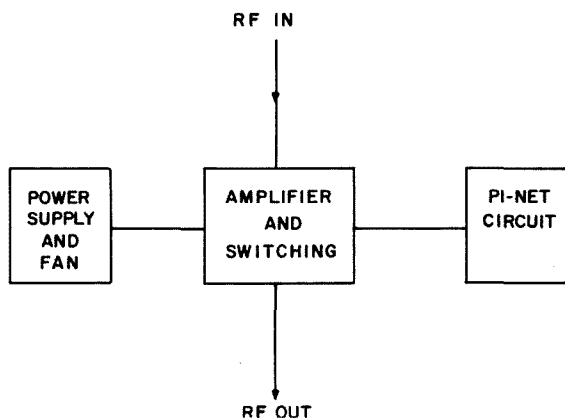 RF IN
POWER
SUPPLY
AND
FAN
AMPLIFIER
AND
SWITCHING
PI-NET
CIRCUIT
RF OUT